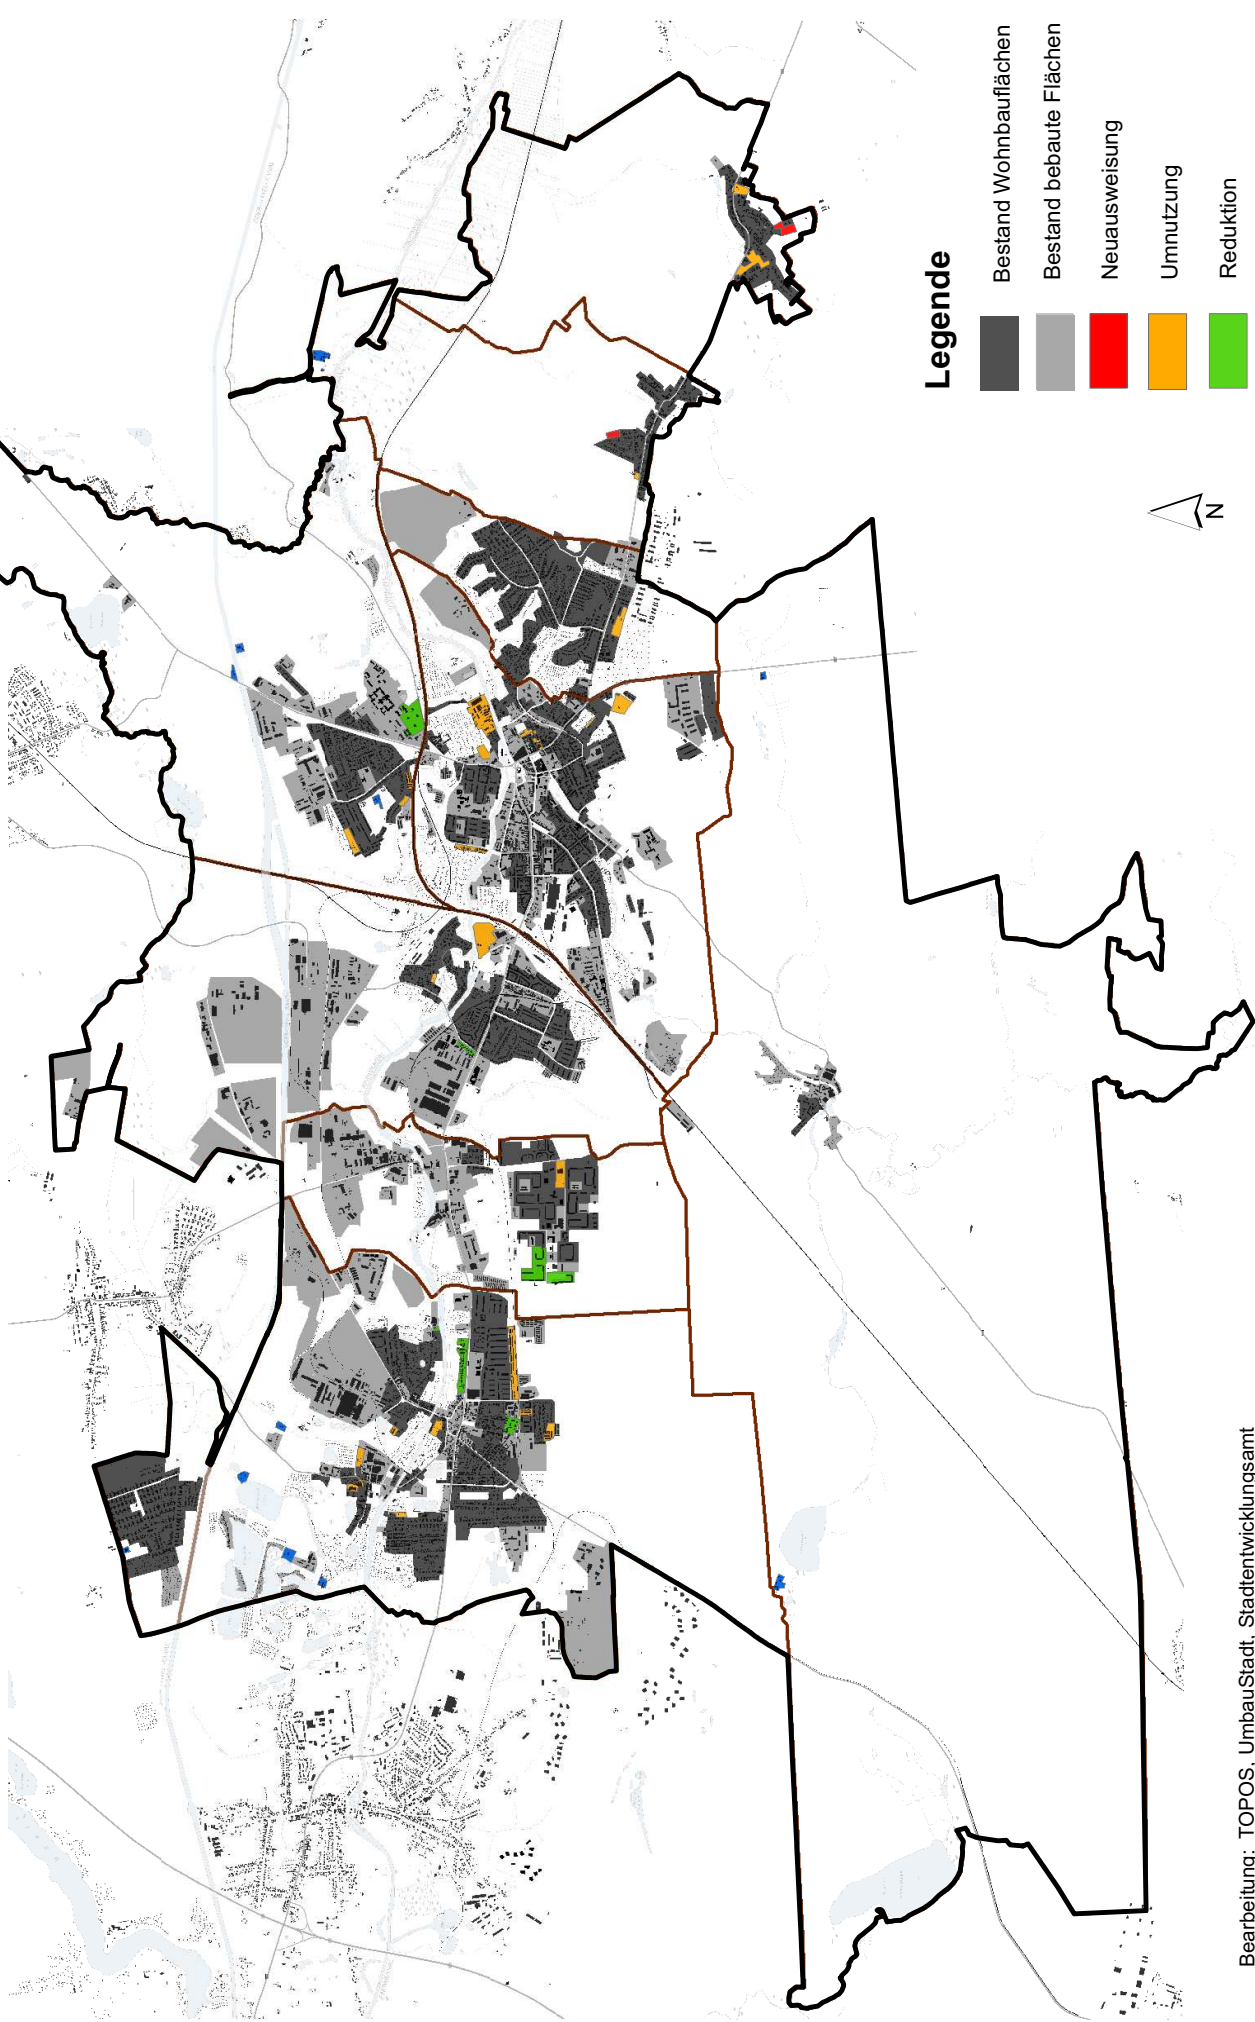 Legende
Bestand Wohnbauflächen
Bestand bebaute Flächen
Neuausweisung
Umnutzung
Reduktion
N
Bearbeitung: TOPOS, UmbauStadt, Stadtentwicklungsamt